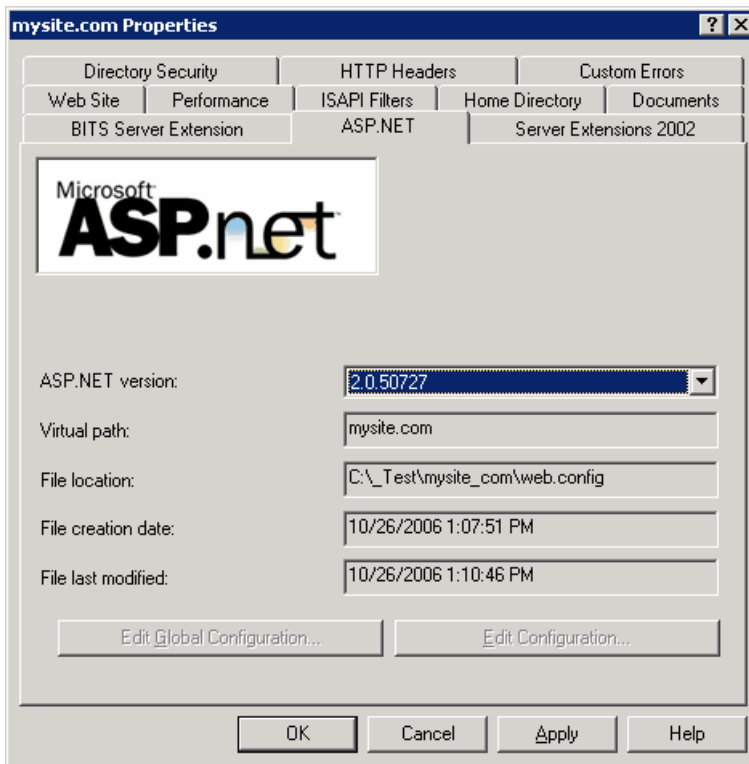 mysite.com Properties
Directory Security HTTP Headers Custom Errors
Web Site Performance ISAPI Filters Home Directory Documents
BITS Server Extension ASP.NET Server Extensions 2002
Microsoft
ASP.net
ASP.NET version: 2.0.50727
Virtual path: mysite.com
File location: C:\_Test\mysite_com\web.config
File creation date: 10/26/2006 1:07:51 PM
File last modified: 10/26/2006 1:10:46 PM
Edit Global Configuration... Edit Configuration...
OK Cancel Apply Help